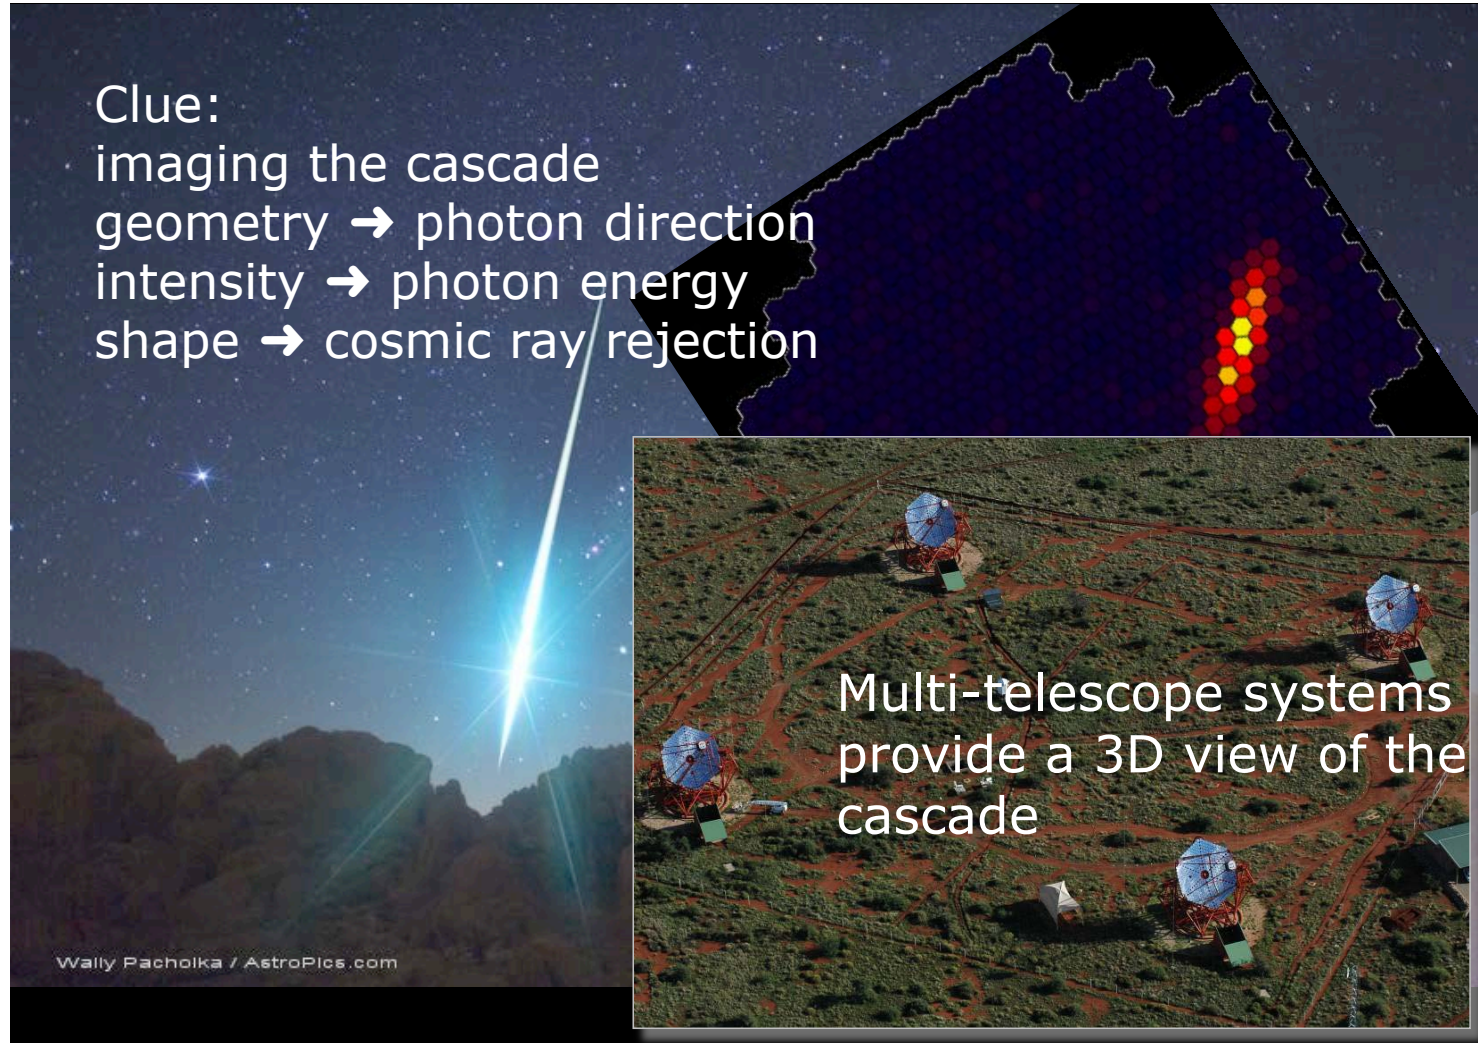 Clue:
imaging the cascade
geometry ➜ photon direction
intensity ➜ photon energy
shape ➜ cosmic ray rejection
Multi-telescope systems
provide a 3D view of the
cascade
Wally Pacholka / AstroPics.com